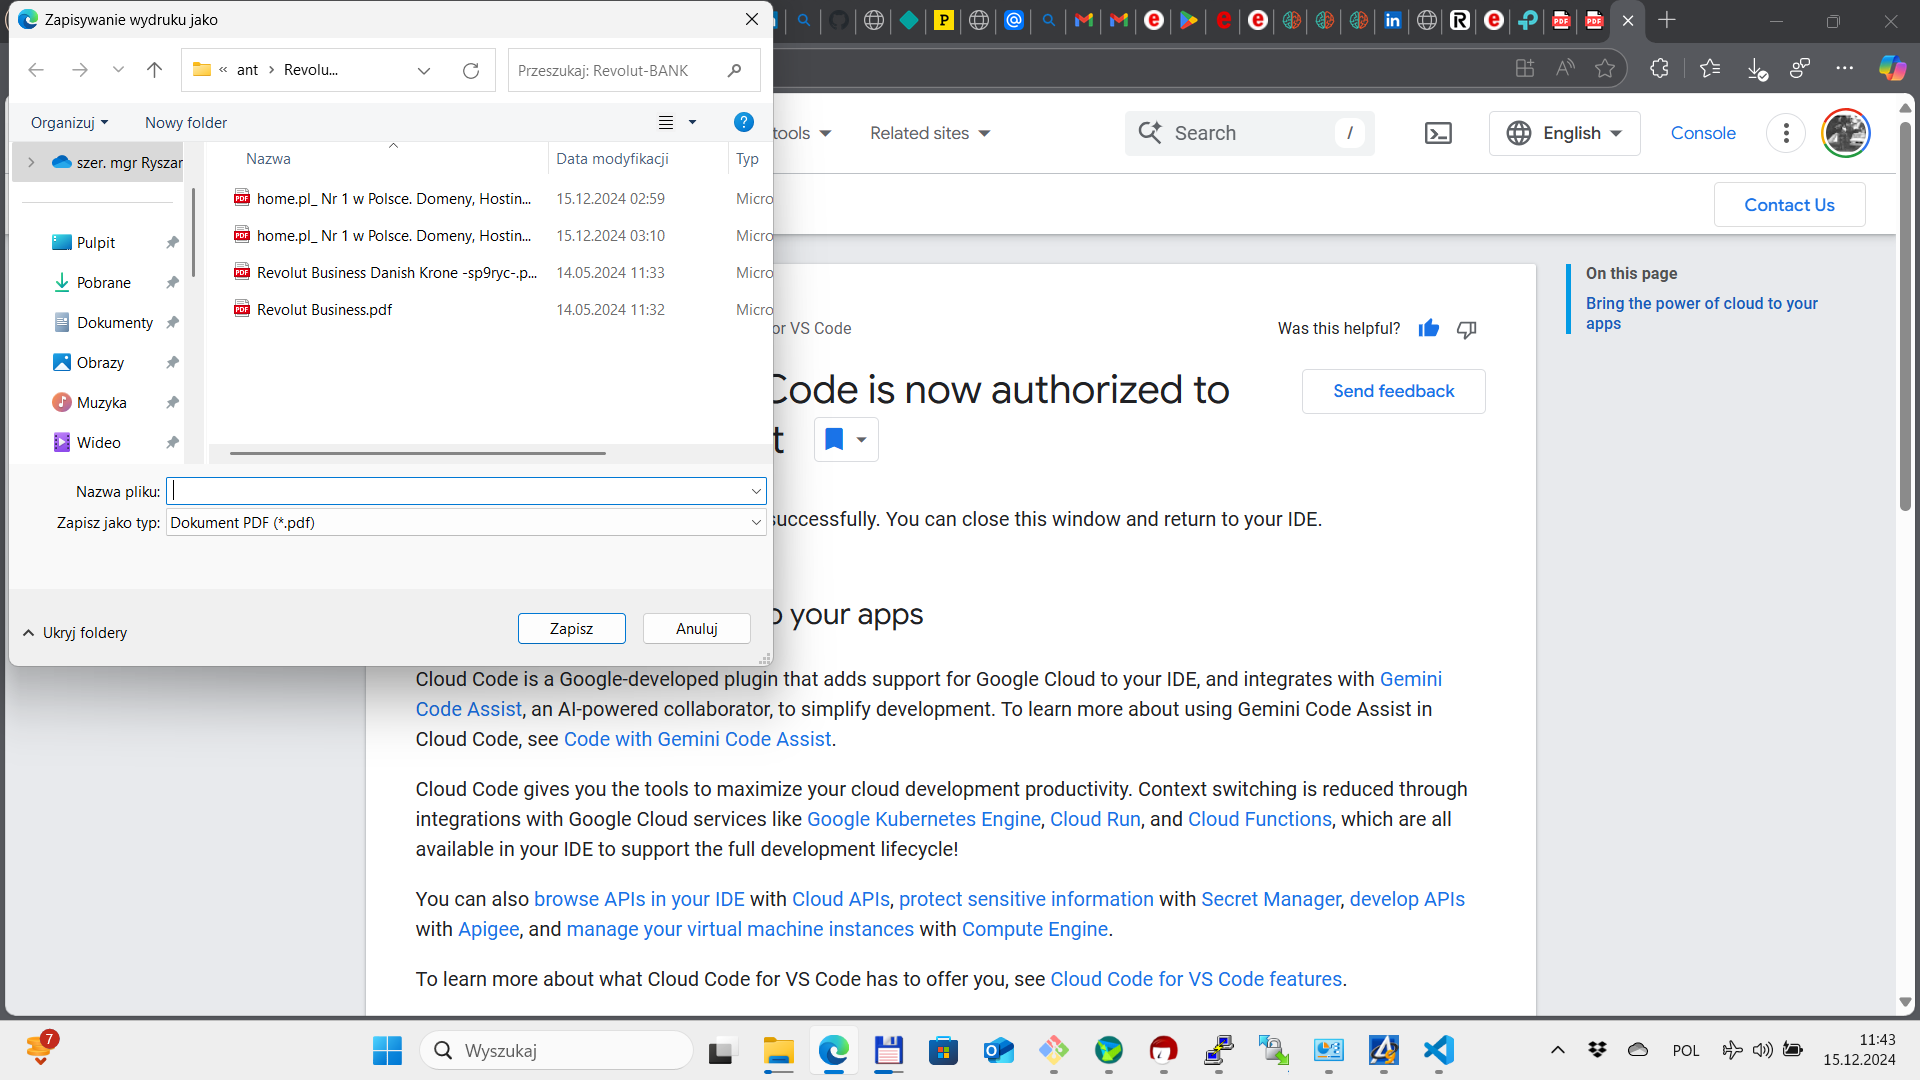 Zapisywanie wydruku jako
« ant › Revolu...
Przeszukaj: Revolut-BANK
Organizuj
Nowy folder
szer. mgr Ryszar
Pulpit
Pobrane
Dokumenty
Obrazy
Muzyka
Wideo
Nazwa Data modyfikacji Typ
home.pl_ Nr 1 w Polsce. Domeny, Hostin... 15.12.2024 02:59 Micro
home.pl_ Nr 1 w Polsce. Domeny, Hostin... 15.12.2024 03:10 Micro
Revolut Business Danish Krone -sp9ryc-.p... 14.05.2024 11:33 Micro
Revolut Business.pdf 14.05.2024 11:32 Micro
Nazwa pliku:
Zapisz jako typ: Dokument PDF (*.pdf)
Ukryj foldery
Zapisz
Anuluj
tools
Related sites
Search /
English
Console
Contact Us
or VS Code
Was this helpful?
Code is now authorized to
t
Send feedback
On this page
Bring the power of cloud to your
apps
successfully. You can close this window and return to your IDE.
o your apps
Cloud Code is a Google-developed plugin that adds support for Google Cloud to your IDE, and integrates with Gemini
Code Assist, an AI-powered collaborator, to simplify development. To learn more about using Gemini Code Assist in
Cloud Code, see Code with Gemini Code Assist.
Cloud Code gives you the tools to maximize your cloud development productivity. Context switching is reduced through
integrations with Google Cloud services like Google Kubernetes Engine, Cloud Run, and Cloud Functions, which are all
available in your IDE to support the full development lifecycle!
You can also browse APIs in your IDE with Cloud APIs, protect sensitive information with Secret Manager, develop APIs
with Apigee, and manage your virtual machine instances with Compute Engine.
To learn more about what Cloud Code for VS Code has to offer you, see Cloud Code for VS Code features.
7
Wyszukaj
POL
11:43
15.12.2024